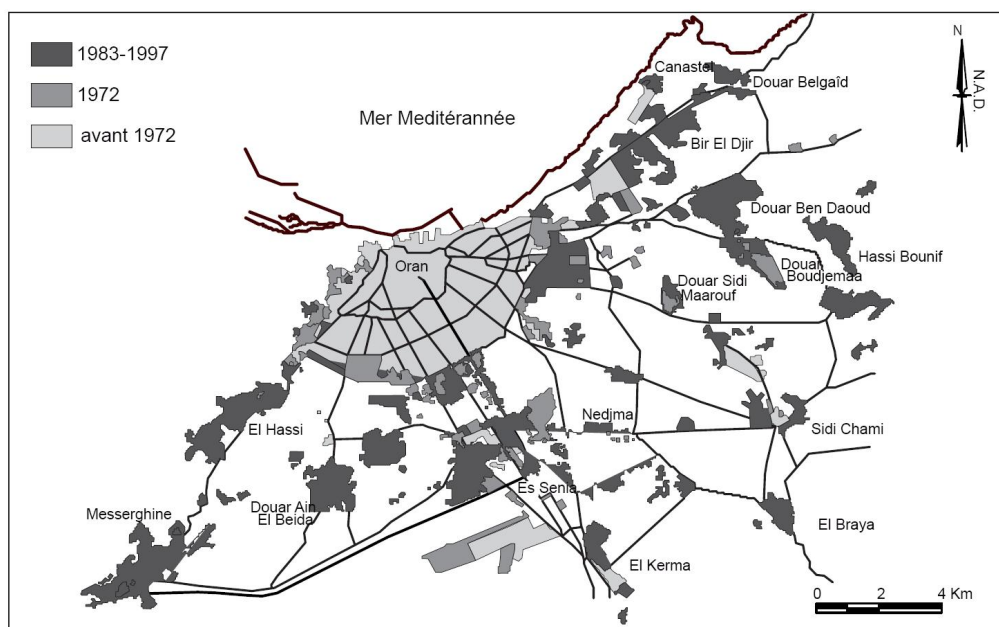 1983-1997
1972
avant 1972
N
N.A.D.
Mer Meditérannée
Canastel
Douar Belgaîd
Bir El Djir
Douar Ben Daoud
Hassi Bounif
Douar
Boudjemaa
Oran
Douar Sidi
Maarouf
El Hassi
Nedjma
Sidi Chami
Messerghine
Douar Ain
El Beida
Es Senia
El Braya
El Kerma
0 2 4 Km